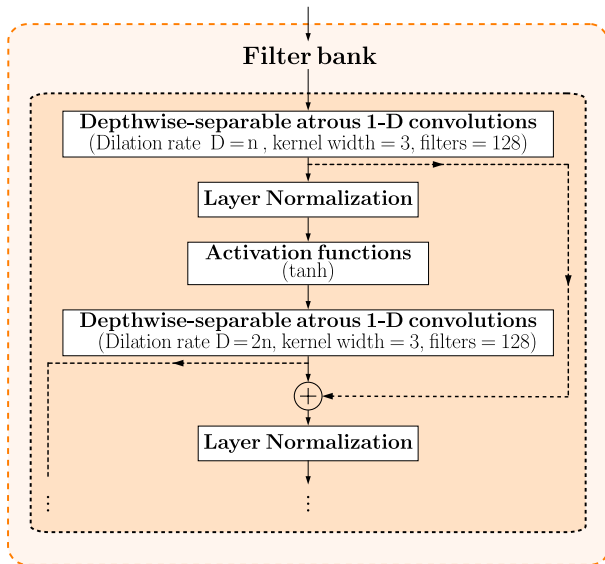 Filter bank
Depthwise-separable atrous 1-D convolutions
(Dilation rate D = n , kernel width = 3, filters = 128)
Layer Normalization
Activation functions
(tanh)
Depthwise-separable atrous 1-D convolutions
(Dilation rate D = 2n, kernel width = 3, filters = 128)
+
Layer Normalization
⋮ ⋮